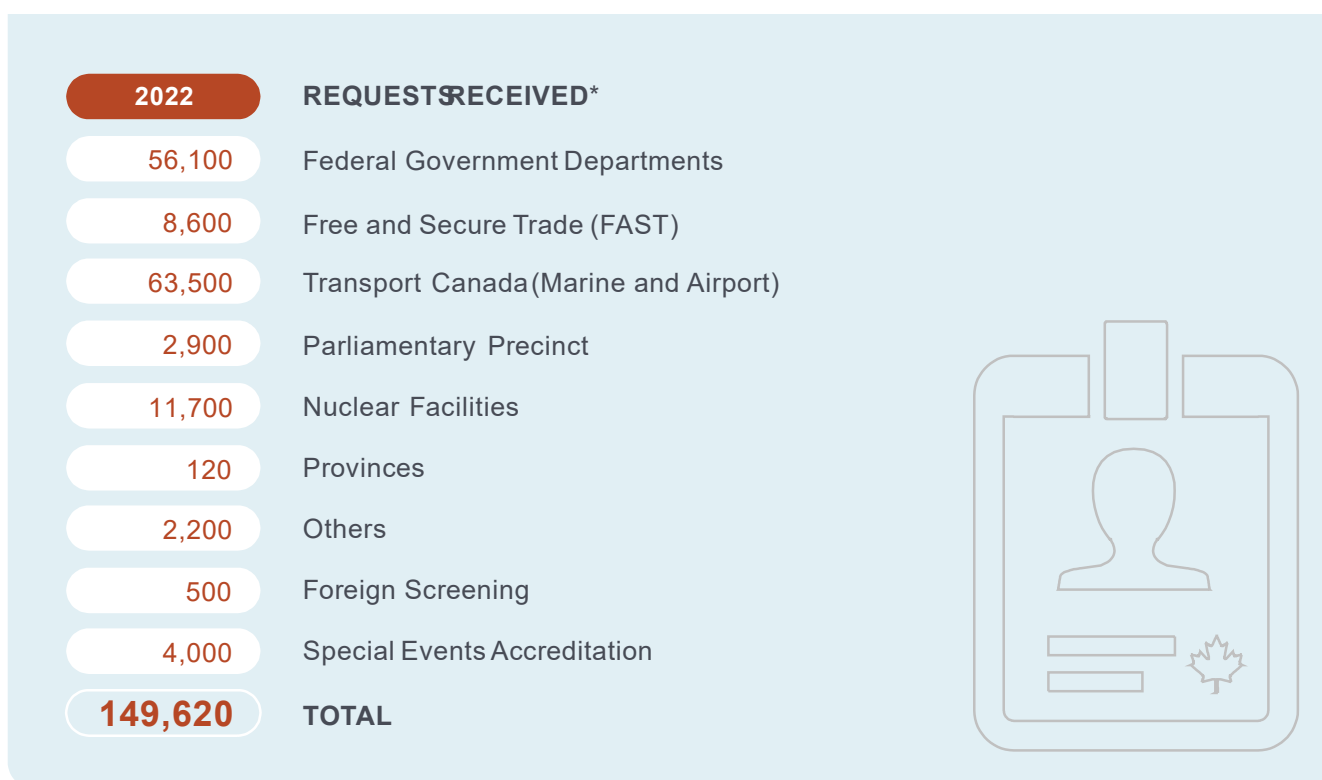 2022 REQUESTS RECEIVED*
56,100 Federal Government Departments
8,600 Free and Secure Trade (FAST)
63,500 Transport Canada (Marine and Airport)
2,900 Parliamentary Precinct
11,700 Nuclear Facilities
120 Provinces
2,200 Others
500 Foreign Screening
4,000 Special Events Accreditation
149,620 TOTAL